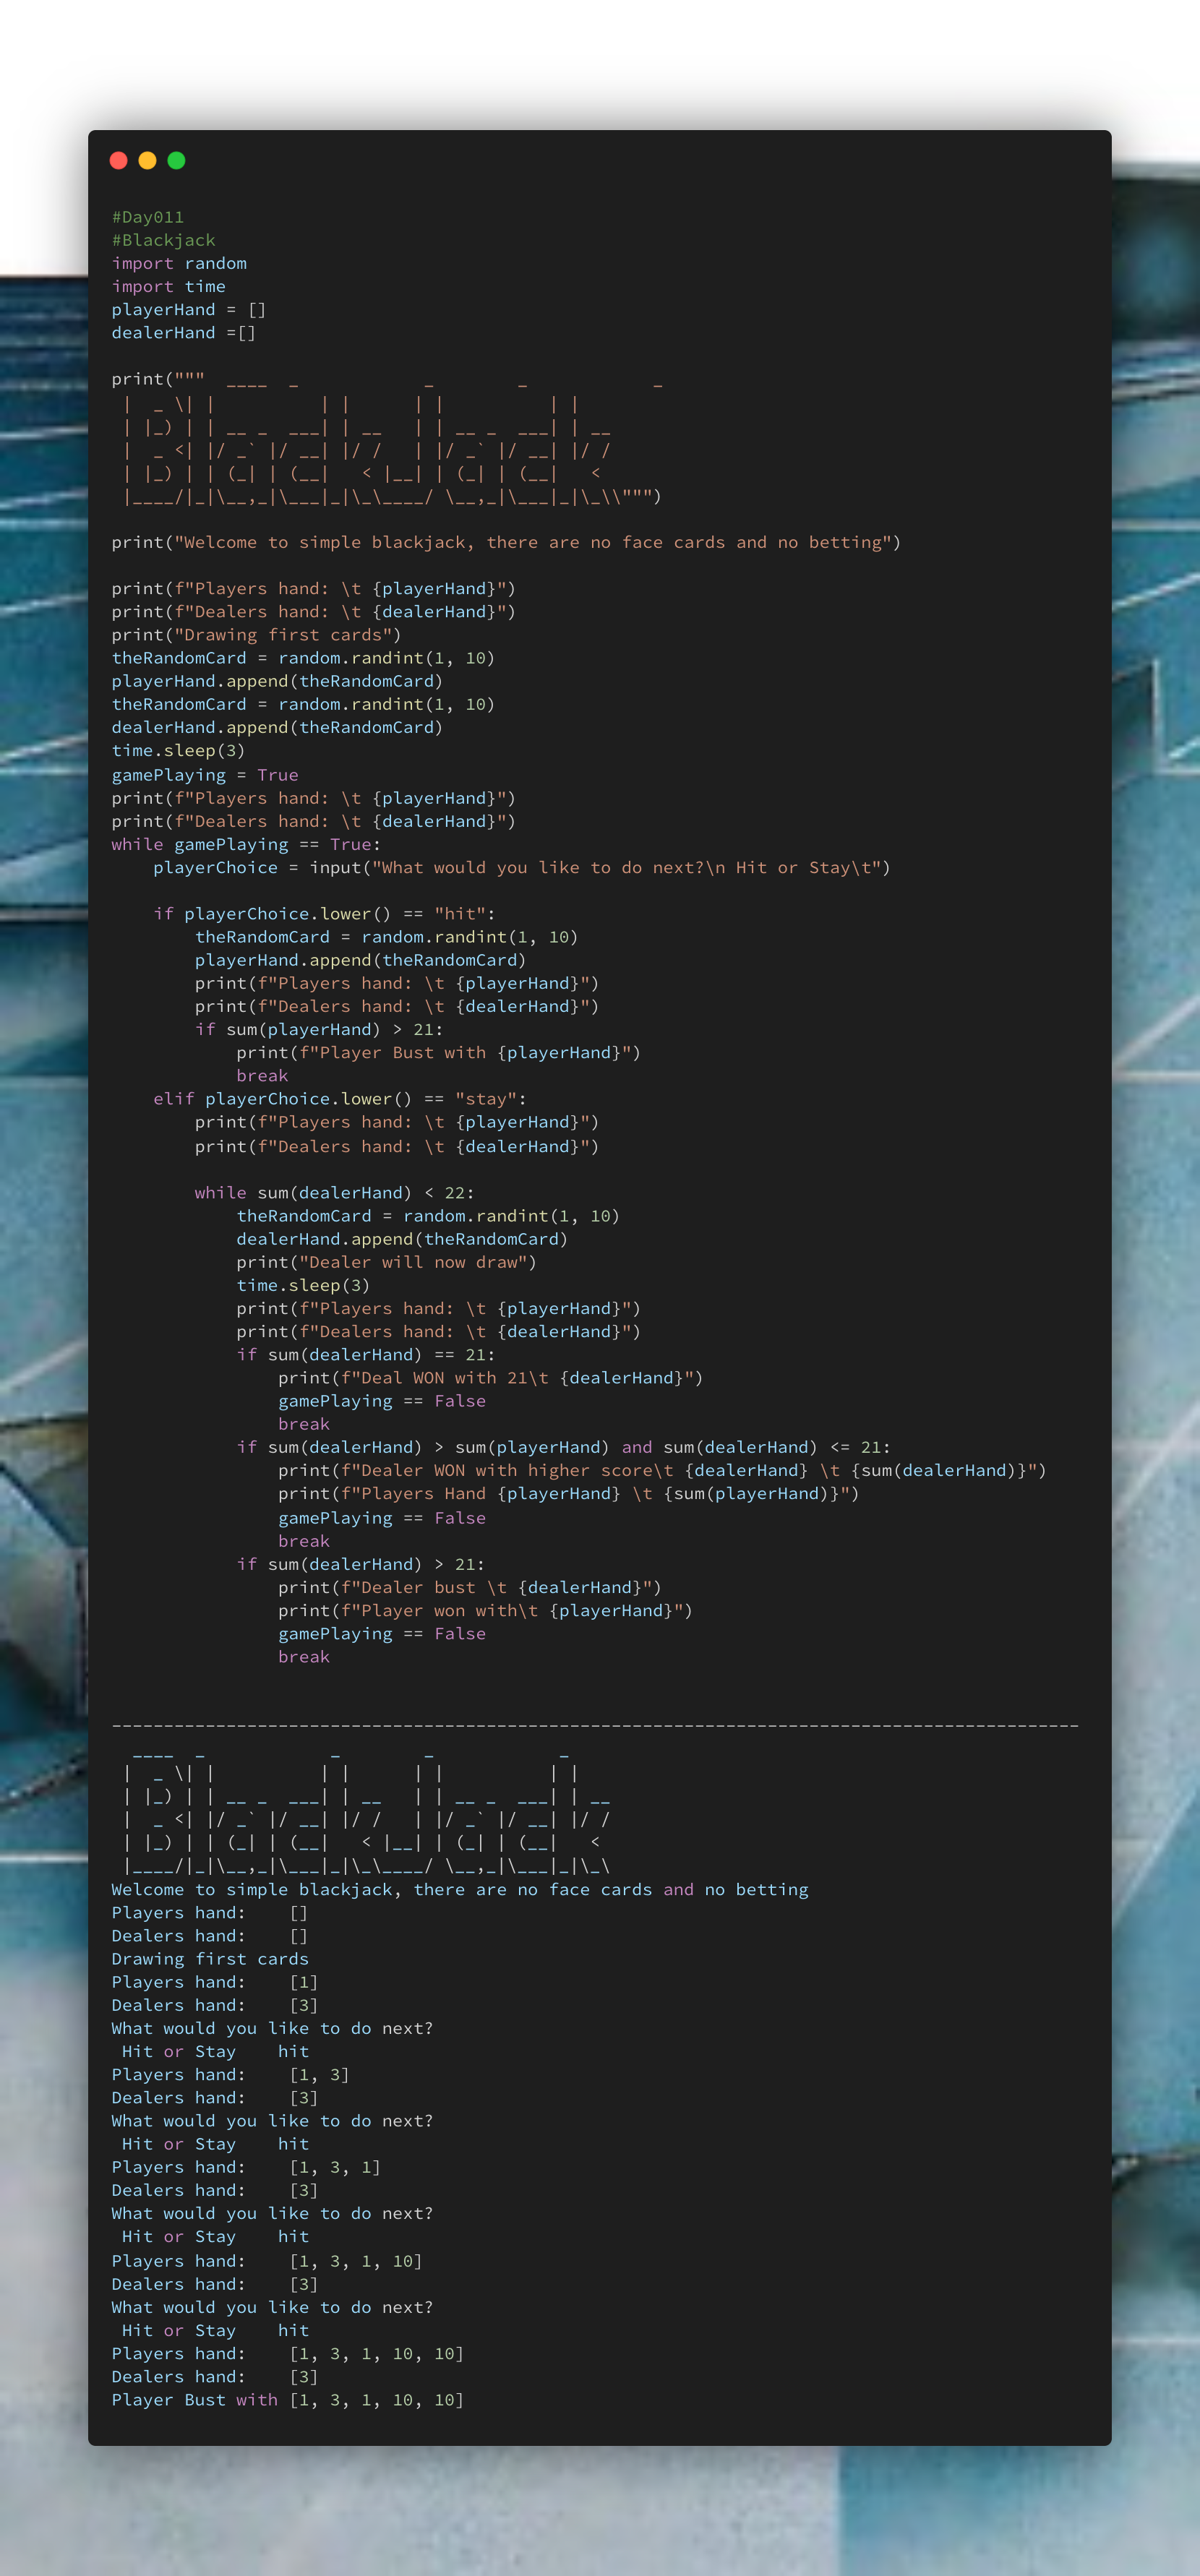 #Day011
#Blackjack
import random
import time
playerHand = []
dealerHand =[]
print("""  ____  _            _        _            _
 |  _ \| |          | |      | |          | |
 | |_) | | __ _  ___| | __   | | __ _  ___| | __
 |  _ <| |/ _` |/ __| |/ /   | |/ _` |/ __| |/ /
 | |_) | | (_| | (__|   < |__| | (_| | (__|   <
 |____/|_|\__,_|\___|_|\_\____/ \__,_|\___|_|\_\\""")
print("Welcome to simple blackjack, there are no face cards and no betting")
print(f"Players hand: \t {playerHand}")
print(f"Dealers hand: \t {dealerHand}")
print("Drawing first cards")
theRandomCard = random.randint(1, 10)
playerHand.append(theRandomCard)
theRandomCard = random.randint(1, 10)
dealerHand.append(theRandomCard)
time.sleep(3)
gamePlaying = True
print(f"Players hand: \t {playerHand}")
print(f"Dealers hand: \t {dealerHand}")
while gamePlaying == True:
    playerChoice = input("What would you like to do next?\n Hit or Stay\t")
    if playerChoice.lower() == "hit":
        theRandomCard = random.randint(1, 10)
        playerHand.append(theRandomCard)
        print(f"Players hand: \t {playerHand}")
        print(f"Dealers hand: \t {dealerHand}")
        if sum(playerHand) > 21:
            print(f"Player Bust with {playerHand}")
            break
    elif playerChoice.lower() == "stay":
        print(f"Players hand: \t {playerHand}")
        print(f"Dealers hand: \t {dealerHand}")
        while sum(dealerHand) < 22:
            theRandomCard = random.randint(1, 10)
            dealerHand.append(theRandomCard)
            print("Dealer will now draw")
            time.sleep(3)
            print(f"Players hand: \t {playerHand}")
            print(f"Dealers hand: \t {dealerHand}")
            if sum(dealerHand) == 21:
                print(f"Deal WON with 21\t {dealerHand}")
                gamePlaying == False
                break
            if sum(dealerHand) > sum(playerHand) and sum(dealerHand) <= 21:
                print(f"Dealer WON with higher score\t {dealerHand} \t {sum(dealerHand)}")
                print(f"Players Hand {playerHand} \t {sum(playerHand)}")
                gamePlaying == False
                break
            if sum(dealerHand) > 21:
                print(f"Dealer bust \t {dealerHand}")
                print(f"Player won with\t {playerHand}")
                gamePlaying == False
                break
---------------------------------------------------------------------------------------------
  ____  _            _        _            _
 |  _ \| |          | |      | |          | |
 | |_) | | __ _  ___| | __   | | __ _  ___| | __
 |  _ <| |/ _` |/ __| |/ /   | |/ _` |/ __| |/ /
 | |_) | | (_| | (__|   < |__| | (_| | (__|   <
 |____/|_|\__,_|\___|_|\_\____/ \__,_|\___|_|\_\
Welcome to simple blackjack, there are no face cards and no betting
Players hand:    []
Dealers hand:    []
Drawing first cards
Players hand:    [1]
Dealers hand:    [3]
What would you like to do next?
 Hit or Stay    hit
Players hand:    [1, 3]
Dealers hand:    [3]
What would you like to do next?
 Hit or Stay    hit
Players hand:    [1, 3, 1]
Dealers hand:    [3]
What would you like to do next?
 Hit or Stay    hit
Players hand:    [1, 3, 1, 10]
Dealers hand:    [3]
What would you like to do next?
 Hit or Stay    hit
Players hand:    [1, 3, 1, 10, 10]
Dealers hand:    [3]
Player Bust with [1, 3, 1, 10, 10]